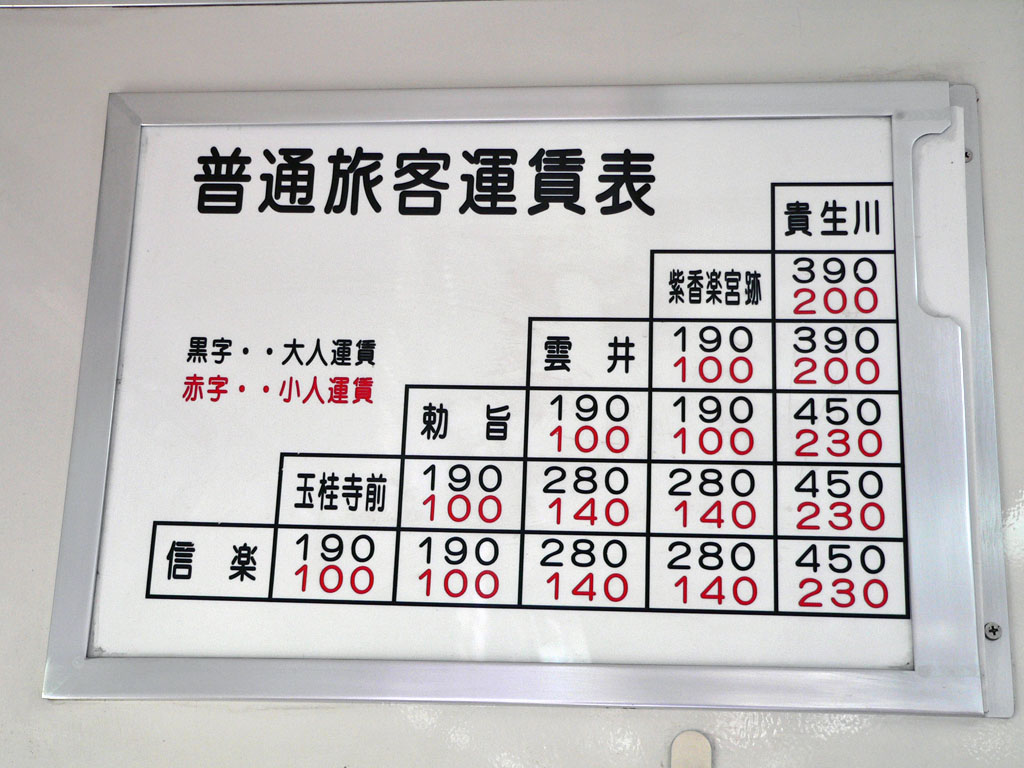 普通旅客運賃表
貴生川
紫香楽宮跡 390
200
黒字・・大人運賃 雲井 190 390
赤字・・小人運賃 100 200
勅旨 190 190 450
100 100 230
玉桂寺前 190 280 280 450
100 140 140 230
信楽 190 190 280 280 450
100 100 140 140 230